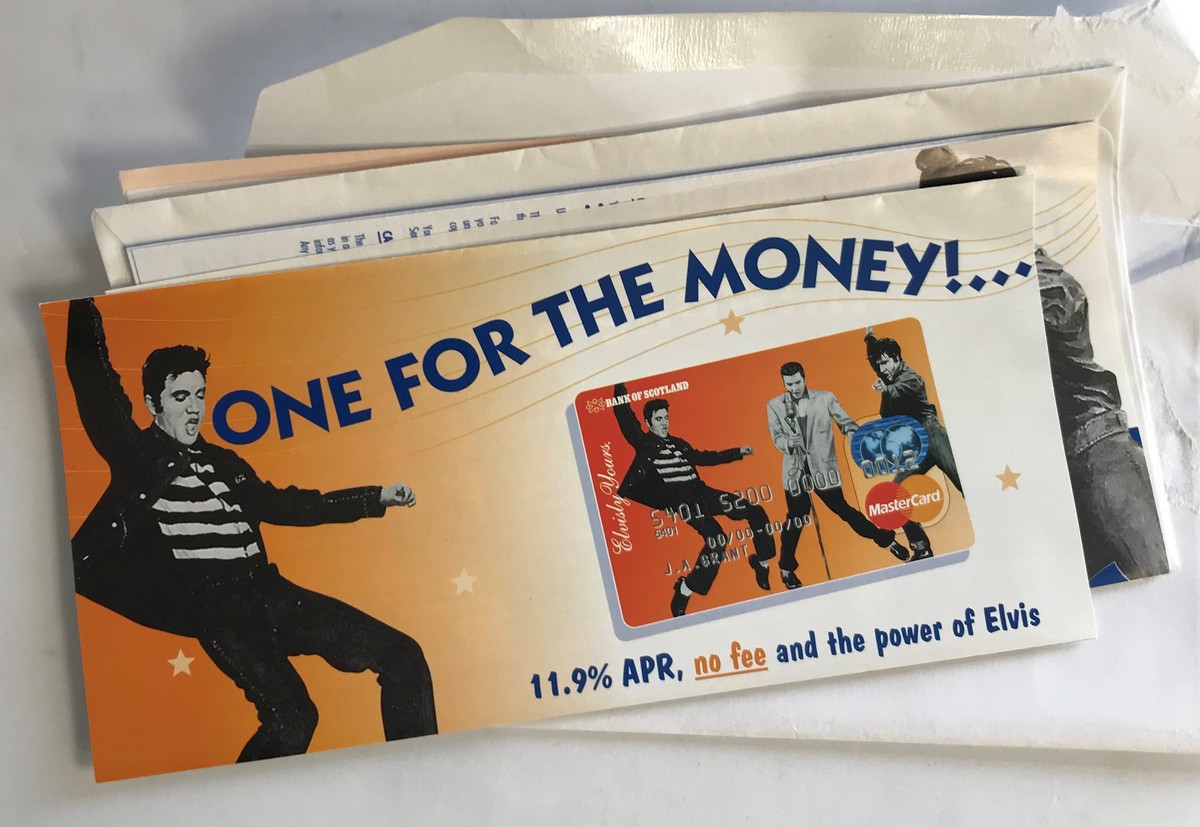 ONE FOR THE MONEY!...
BANK OF SCOTLAND
Elvisly Yours.
5401 5200 0000 0000
5401
00/00-00/00
J.A.GRANT
MasterCard
11.9% APR, no fee and the power of Elvis